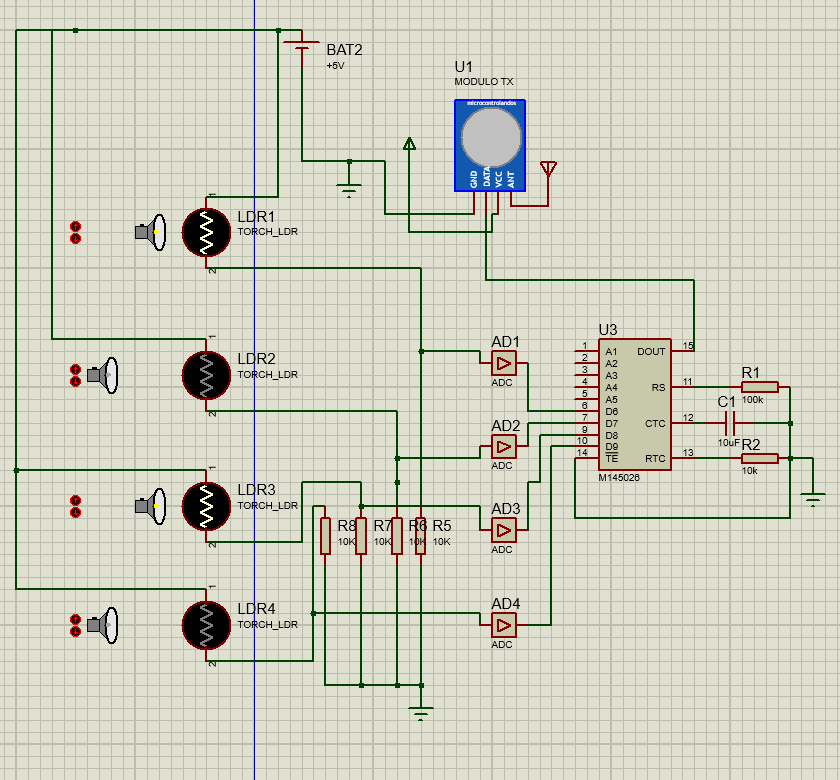 BAT2
+5V
U1
MODULO TX
microcontrolandos
GND
DATA
VCC
ANT
1
LDR1
TORCH_LDR
2
U3
1 A1 DOUT 15
2 A2
3 A3 RS 11
4 A4
5 A5
6 D6 CTC 12
7 D7
9 D8
10 D9 RTC 13
14 TE
M145026
R1
100k
C1
10uF
R2
10k
1
LDR2
TORCH_LDR
2
AD1
ADC
AD2
ADC
1
LDR3
TORCH_LDR
2
AD3
ADC
R8
10K
R7
10K
R6
10K
R5
10K
1
LDR4
TORCH_LDR
2
AD4
ADC